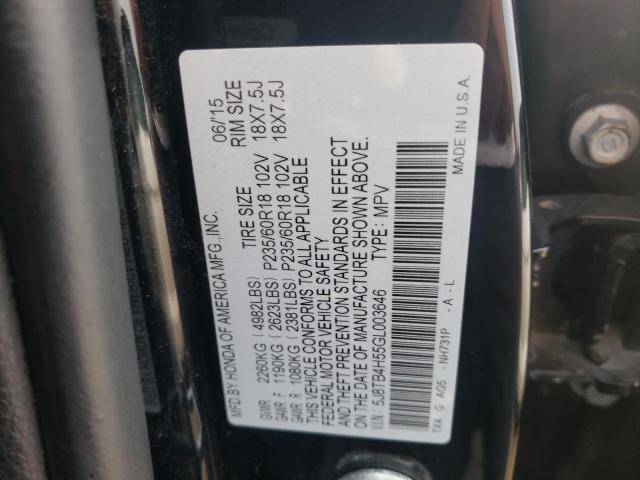 MFD.BY HONDA OF AMERICA MFG., INC. 06/'15
TIRE SIZE RIM SIZE
GVWR 2260KG (4982LBS)
GAWR F 1190KG (2623LBS) P235/60R18 102V 18X7.5J
GAWR R 1080KG (2381LBS) P235/60R18 102V 18X7.5J
THIS VEHICLE CONFORMS TO ALL APPLICABLE
FEDERAL MOTOR VEHICLE SAFETY
AND THEFT PREVENTION STANDARDS IN EFFECT
ON THE DATE OF MANUFACTURE SHOWN ABOVE.
V.I.N.: 5J8TB4H55GL003646 TYPE: MPV
TX4 G AG5 - NH731P - A - L MADE IN U.S.A.